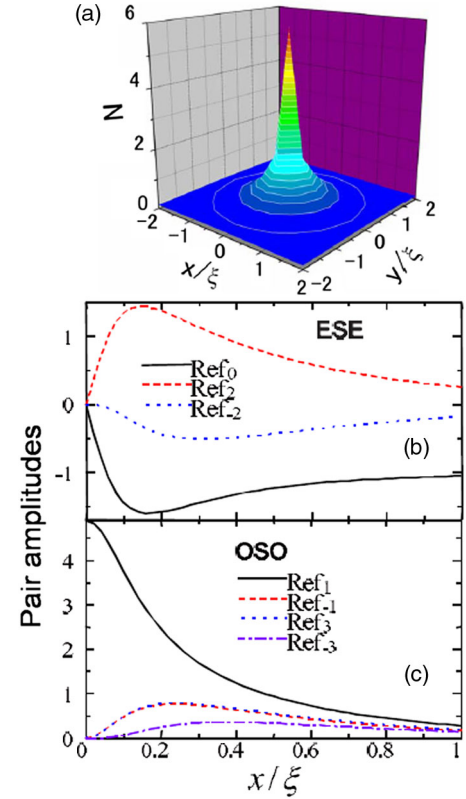 (a)
6
4
2
0
N
-2
-1
0
1
2
x/ξ
-2
-1
0
1
2
y/ξ
ESE
1
0
-1
Ref₀
Ref₂
Ref₋₂
(b)
Pair amplitudes
OSO
4
3
2
1
0
Ref₁
Ref₋₁
Ref₃
Ref₋₃
(c)
0 0.2 0.4 0.6 0.8 1
x/ξ